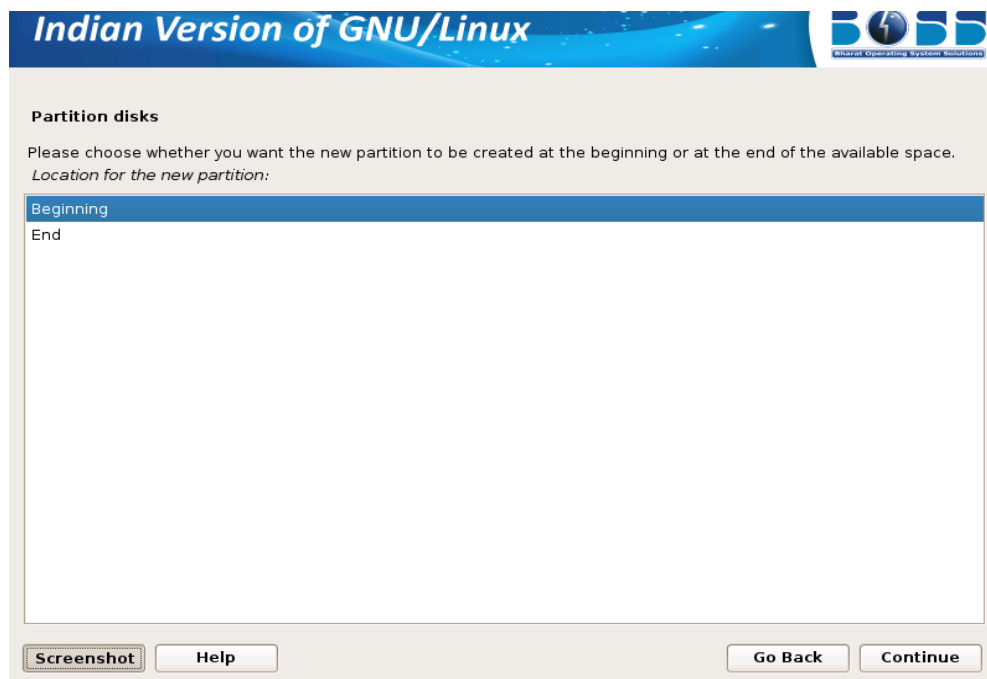 Indian Version of GNU/Linux
BOSS
Bharat Operating System Solutions
Partition disks
Please choose whether you want the new partition to be created at the beginning or at the end of the available space.
Location for the new partition:
Beginning
End
Screenshot Help Go Back Continue